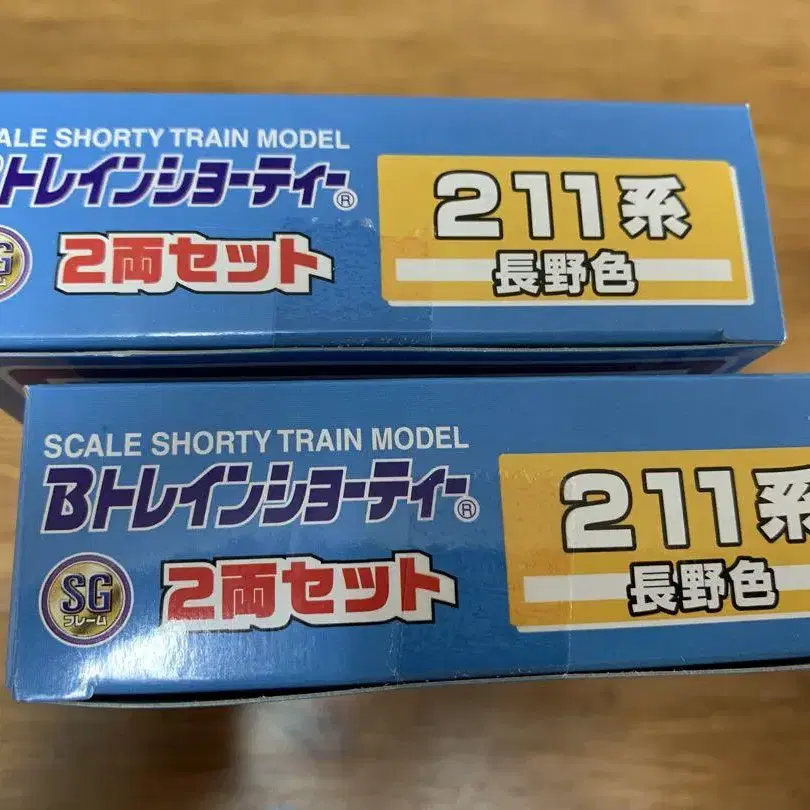 ALE SHORTY TRAIN MODEL
トレインショーティー®
G
2両セット
211系
長野色
SCALE SHORTY TRAIN MODEL
Bトレインショーティー®
SG
フレーム
2両セット
211系
長野色